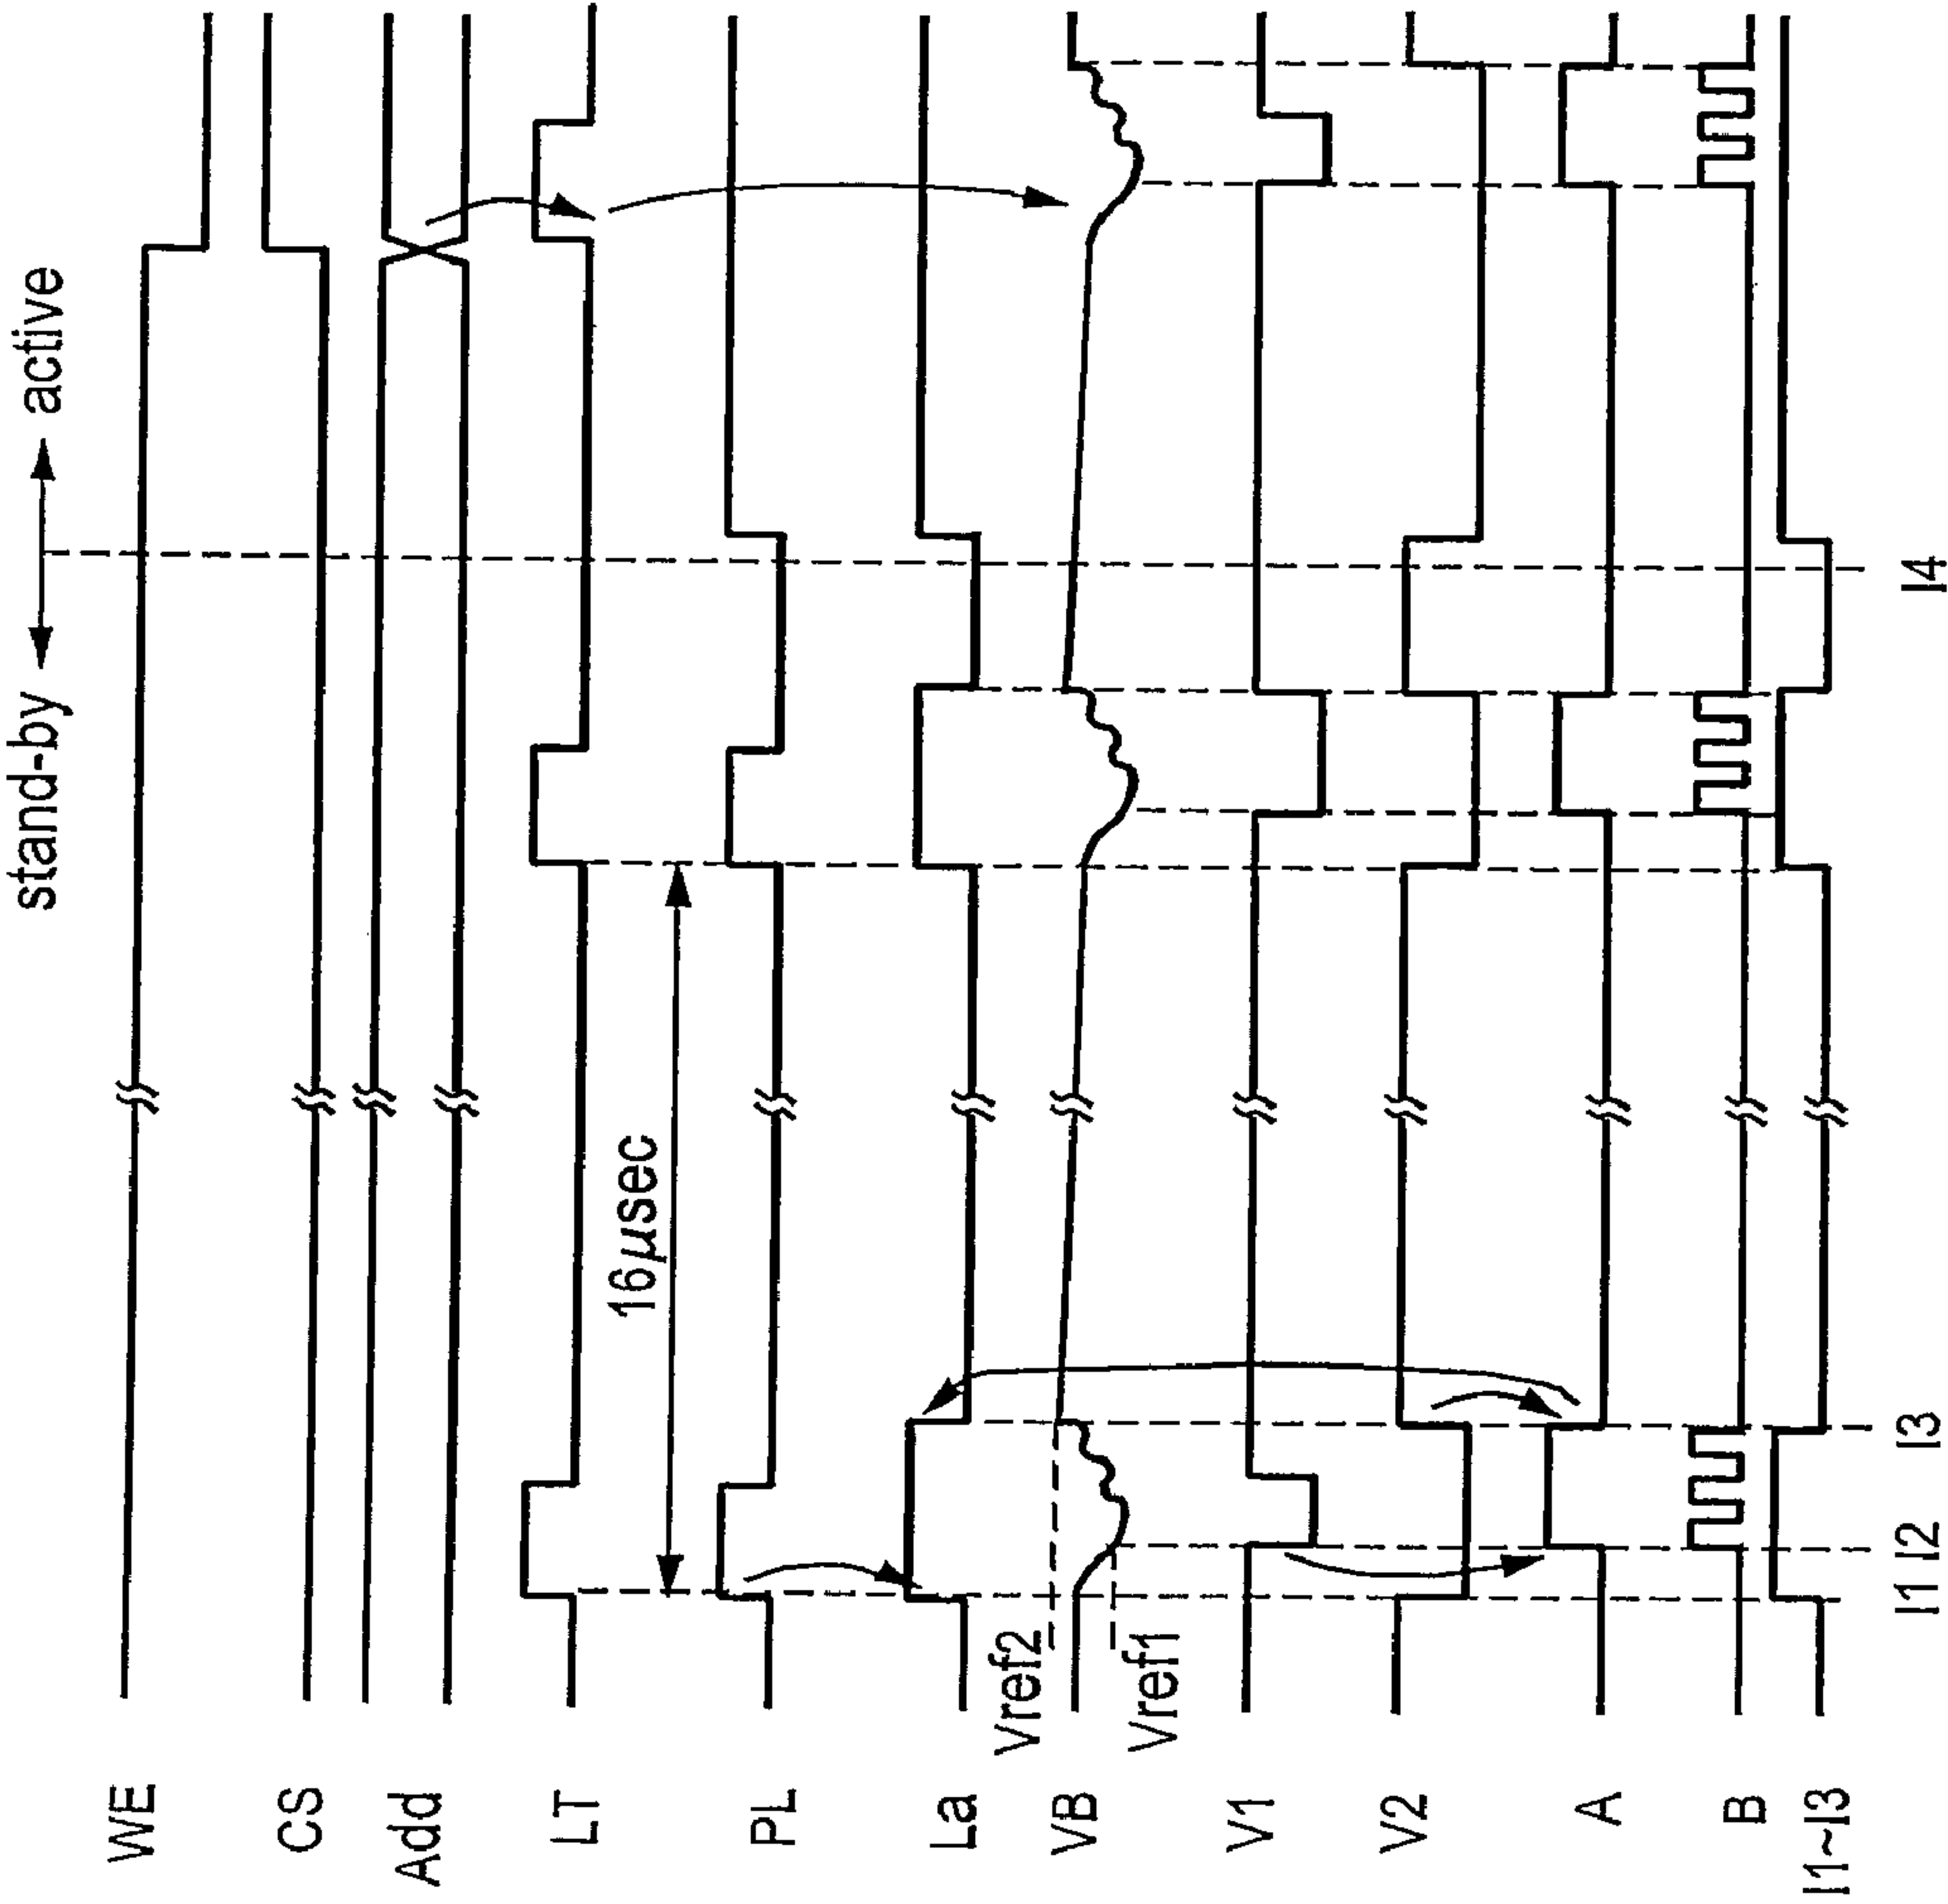 stand-by
active
WE
CS
Add
LT
16μsec
PL
La
Vref2
VB
Vref1
V1
V2
A
B
I1~I3
I1 I2 I3 I4